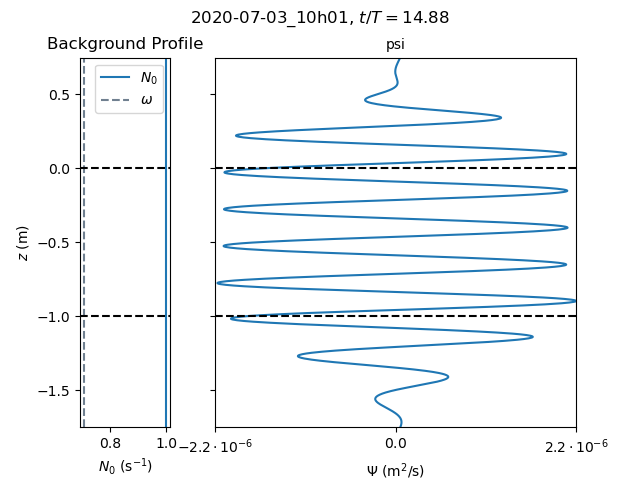 2020-07-03_10h01, t/T = 14.88
Background Profile
psi
N₀
ω
0.5
0.0
−0.5
−1.0
−1.5
z (m)
0.8
1.0
N₀ (s⁻¹)
−2.2 · 10⁻⁶
0.0
2.2 · 10⁻⁶
Ψ (m²/s)